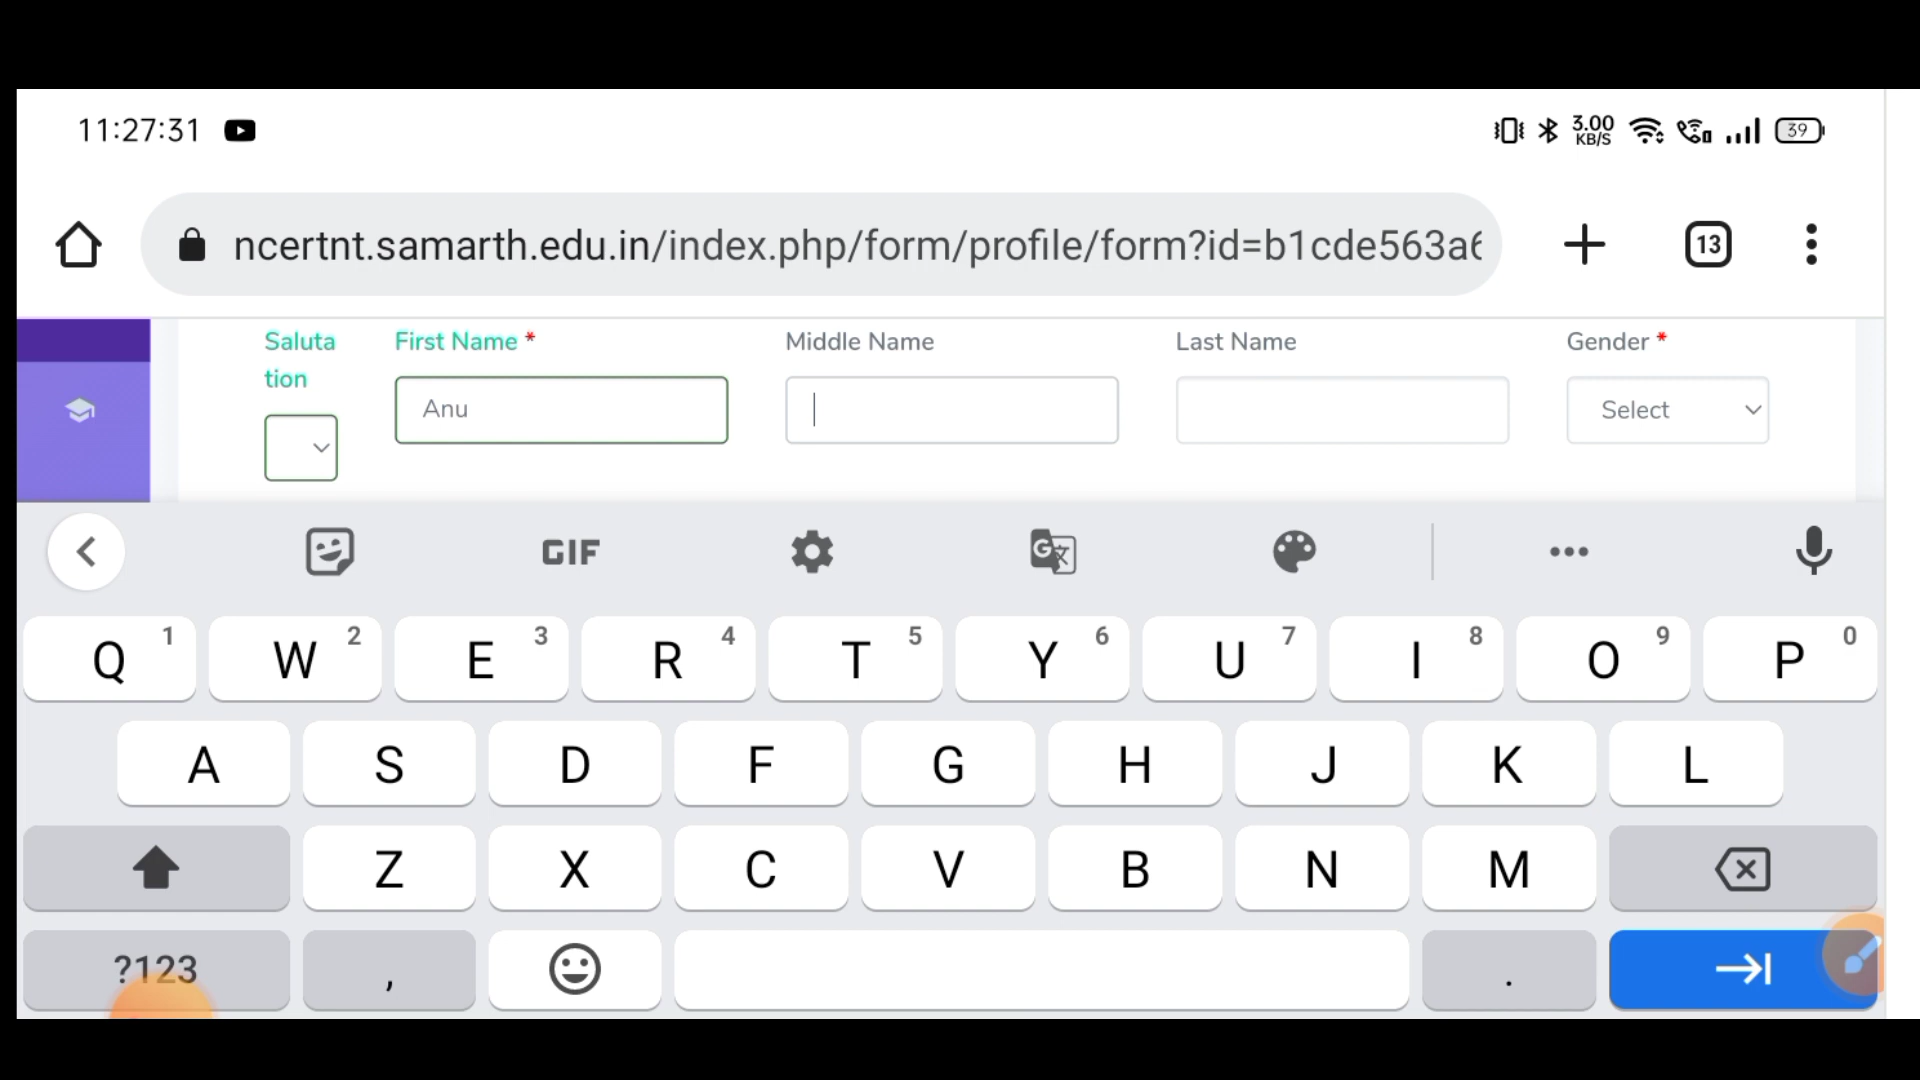 11:27:31 3.00 KB/S 39
ncertnt.samarth.edu.in/index.php/form/profile/form?id=b1cde563a6 13
Saluta
tion
First Name * Middle Name Last Name Gender *
Anu Select
GIF
Q 1 W 2 E 3 R 4 T 5 Y 6 U 7 I 8 O 9 P 0
A S D F G H J K L
Z X C V B N M
?123 , .